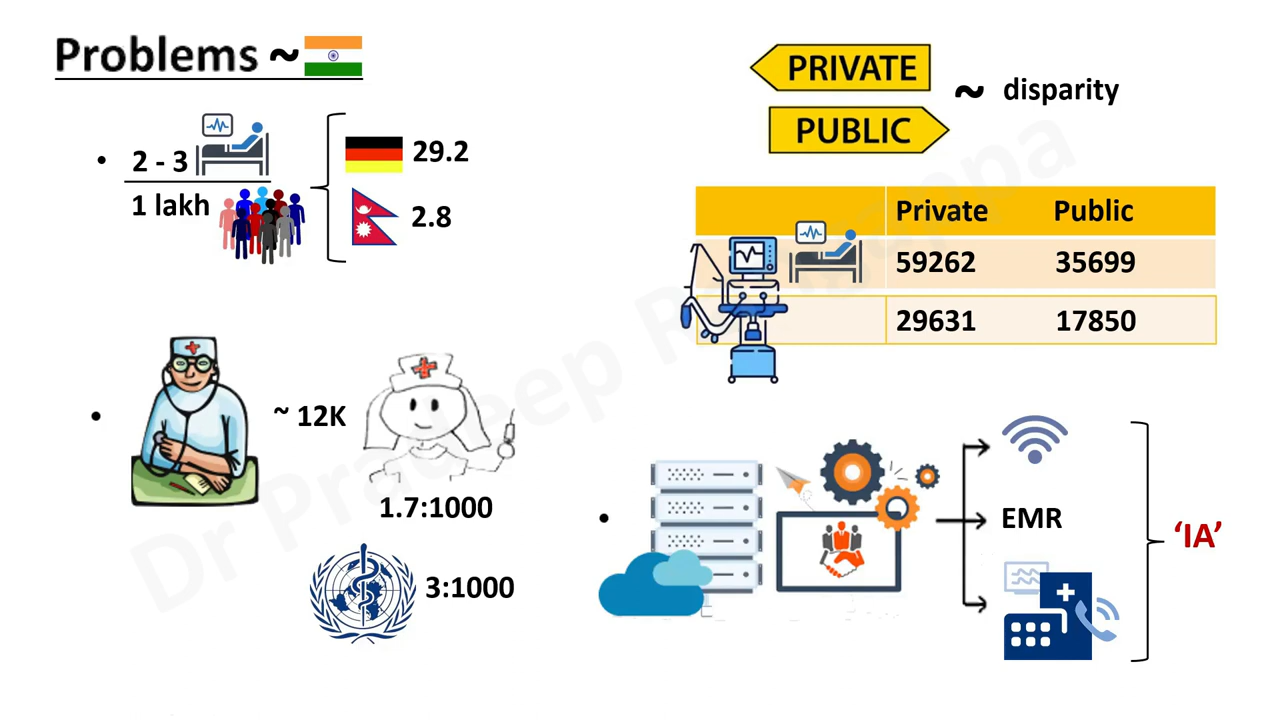 Problems ~
2 - 3
1 lakh
29.2
2.8
~ 12K
1.7:1000
3:1000
PRIVATE
PUBLIC
~ disparity
Private Public
59262 35699
29631 17850
EMR
‘IA’